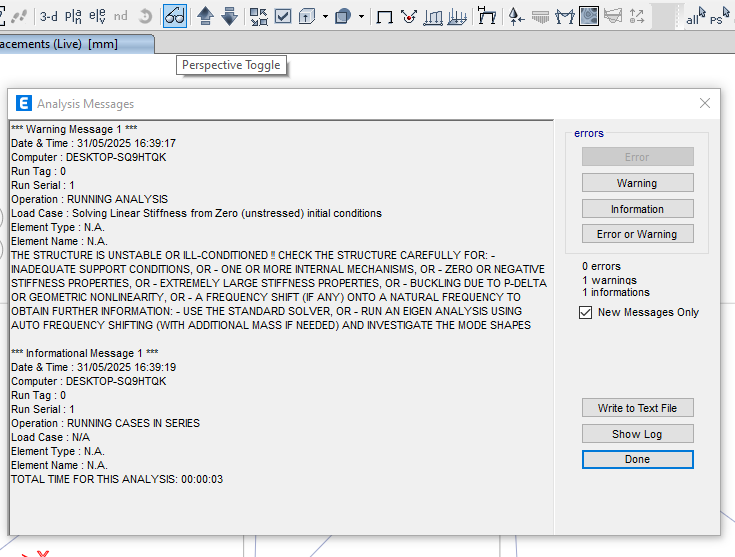 3-d pla ele nd
all PS
acements (Live) [mm]
Perspective Toggle
E Analysis Messages
*** Warning Message 1 ***
Date & Time : 31/05/2025 16:39:17
Computer : DESKTOP-SQ9HTQK
Run Tag : 0
Run Serial : 1
Operation : RUNNING ANALYSIS
Load Case : Solving Linear Stiffness from Zero (unstressed) initial conditions
Element Type : N.A.
Element Name : N.A.
THE STRUCTURE IS UNSTABLE OR ILL-CONDITIONED !! CHECK THE STRUCTURE CAREFULLY FOR: -
INADEQUATE SUPPORT CONDITIONS, OR - ONE OR MORE INTERNAL MECHANISMS, OR - ZERO OR NEGATIVE
STIFFNESS PROPERTIES, OR - EXTREMELY LARGE STIFFNESS PROPERTIES, OR - BUCKLING DUE TO P-DELTA
OR GEOMETRIC NONLINEARITY, OR - A FREQUENCY SHIFT (IF ANY) ONTO A NATURAL FREQUENCY TO
OBTAIN FURTHER INFORMATION: - USE THE STANDARD SOLVER, OR - RUN AN EIGEN ANALYSIS USING
AUTO FREQUENCY SHIFTING (WITH ADDITIONAL MASS IF NEEDED) AND INVESTIGATE THE MODE SHAPES
*** Informational Message 1 ***
Date & Time : 31/05/2025 16:39:19
Computer : DESKTOP-SQ9HTQK
Run Tag : 0
Run Serial : 1
Operation : RUNNING CASES IN SERIES
Load Case : N/A
Element Type : N.A.
Element Name : N.A.
TOTAL TIME FOR THIS ANALYSIS: 00:00:03
errors
Error
Warning
Information
Error or Warning
0 errors
1 warnings
1 informations
New Messages Only
Write to Text File
Show Log
Done
X